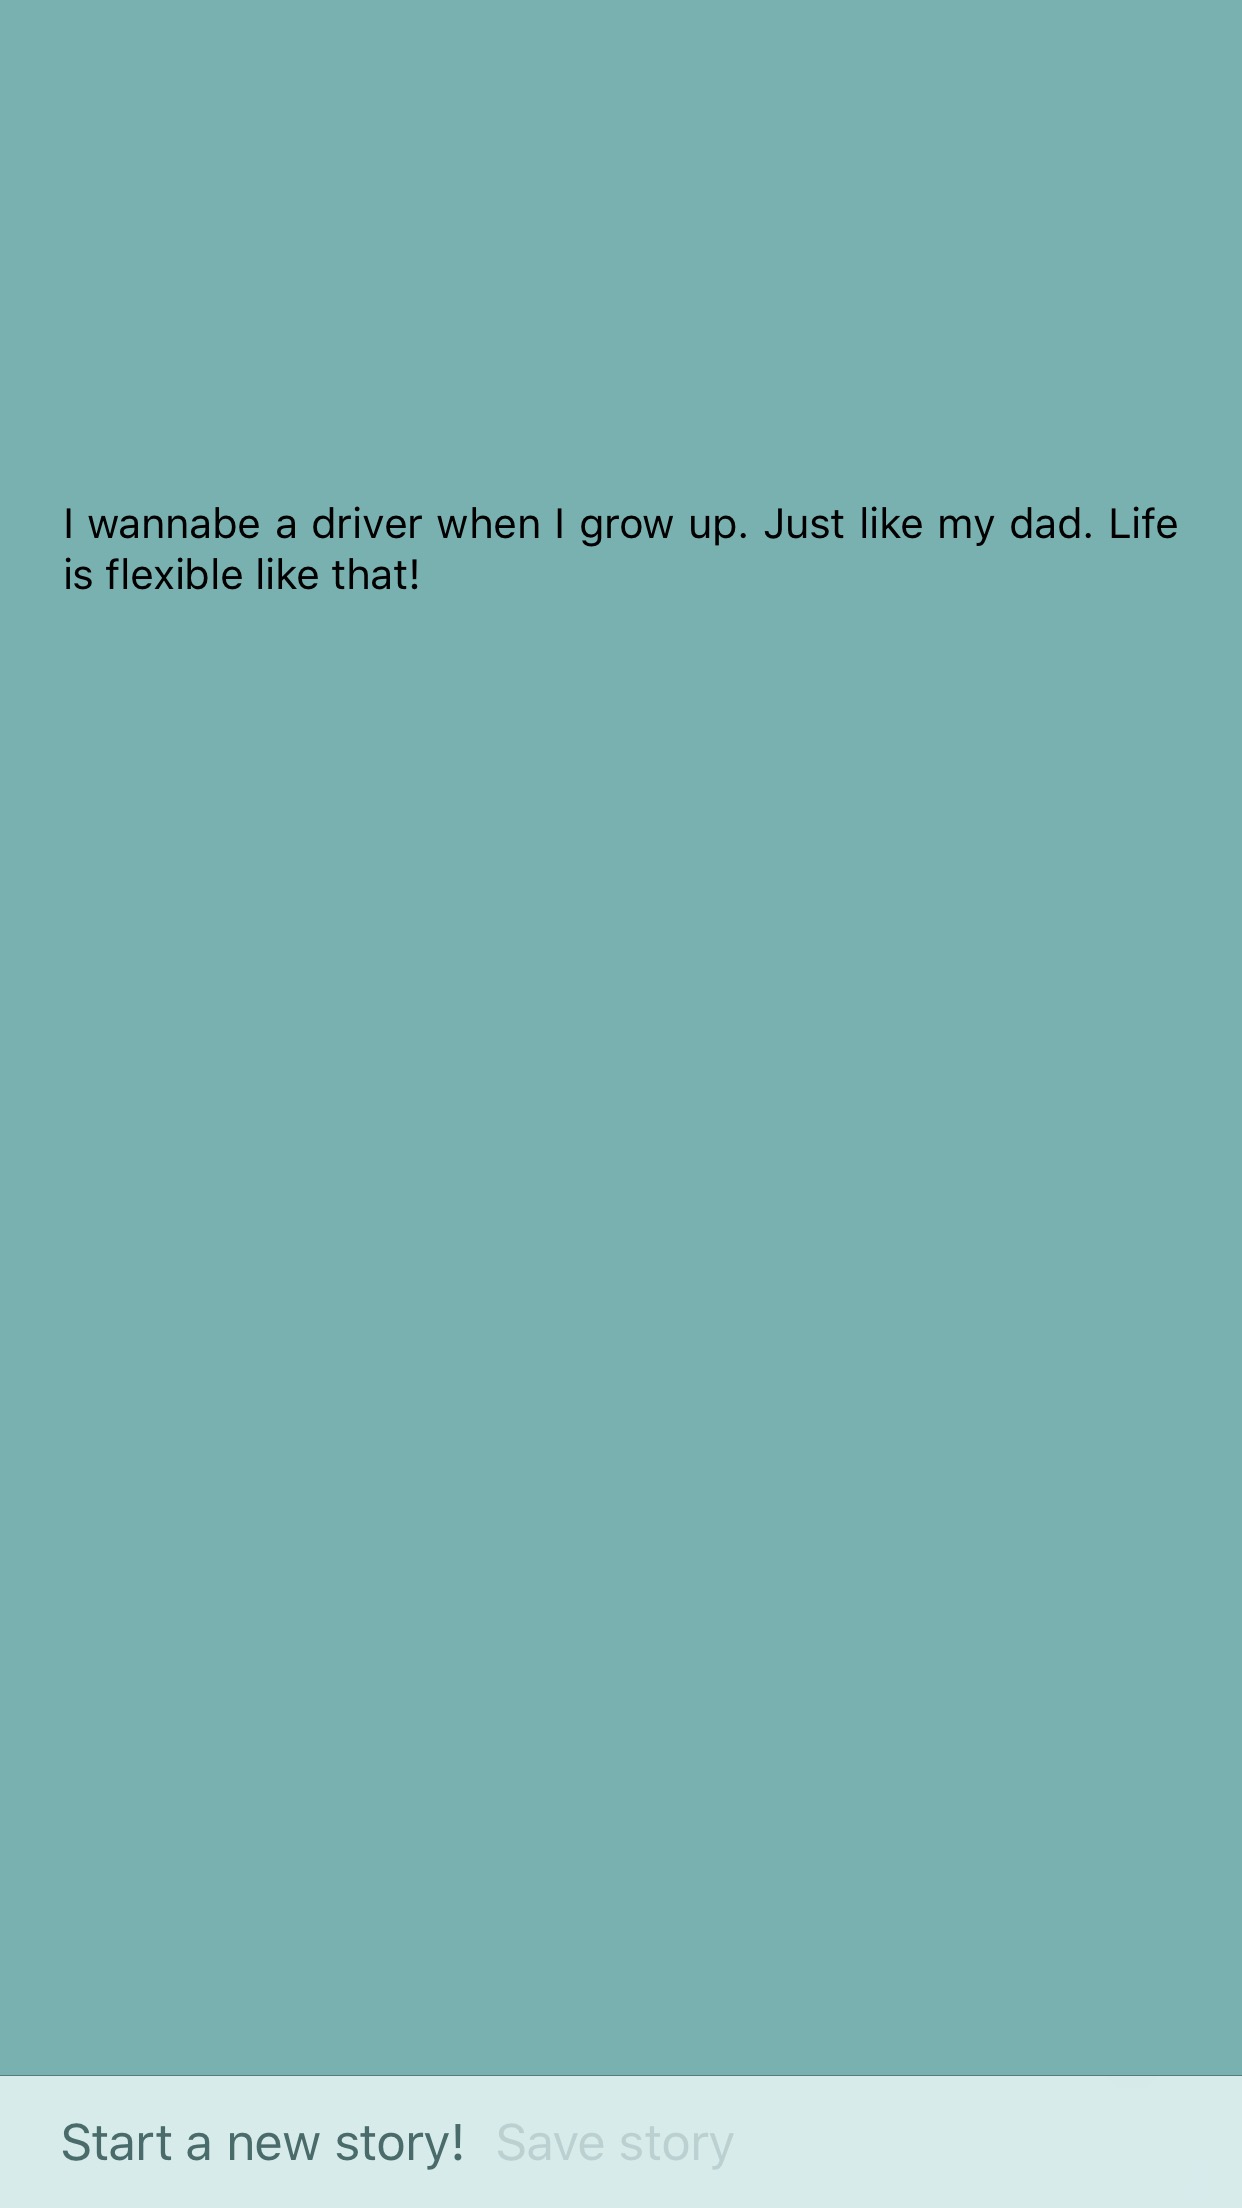 I wannabe a driver when I grow up. Just like my dad. Life
is flexible like that!
Start a new story! Save story